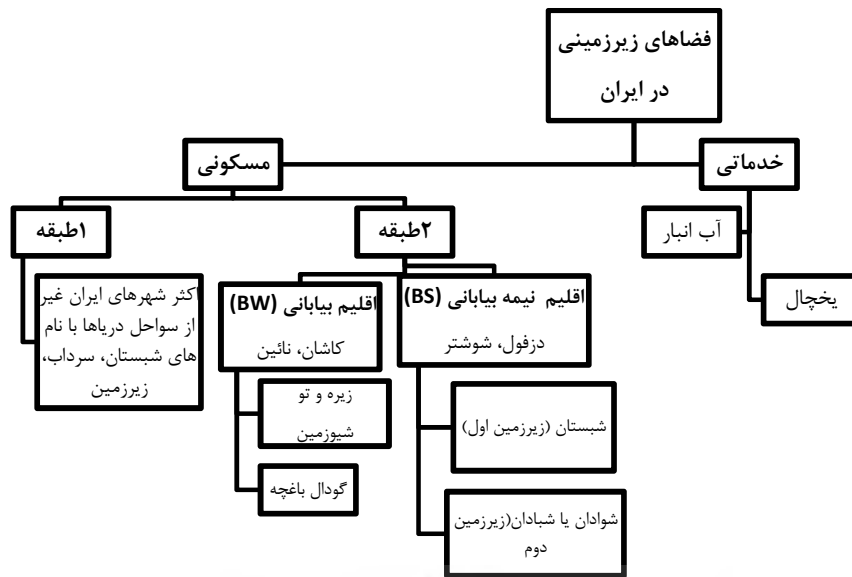 فضاهای زیرزمینی
در ایران
خدماتی
مسکونی
آب انبار
یخچال
۲طبقه
۱طبقه
اقلیم نیمه بیابانی (BS)
دزفول، شوشتر
شبستان (زیرزمین اول)
شوادان یا شبادان(زیرزمین
دوم
اقلیم بیابانی (BW)
کاشان، نائین
زیره و تو
شیوزمین
گودال باغچه
اکثر شهرهای ایران غیر
از سواحل دریاها با نام
های شبستان، سرداب،
زیرزمین